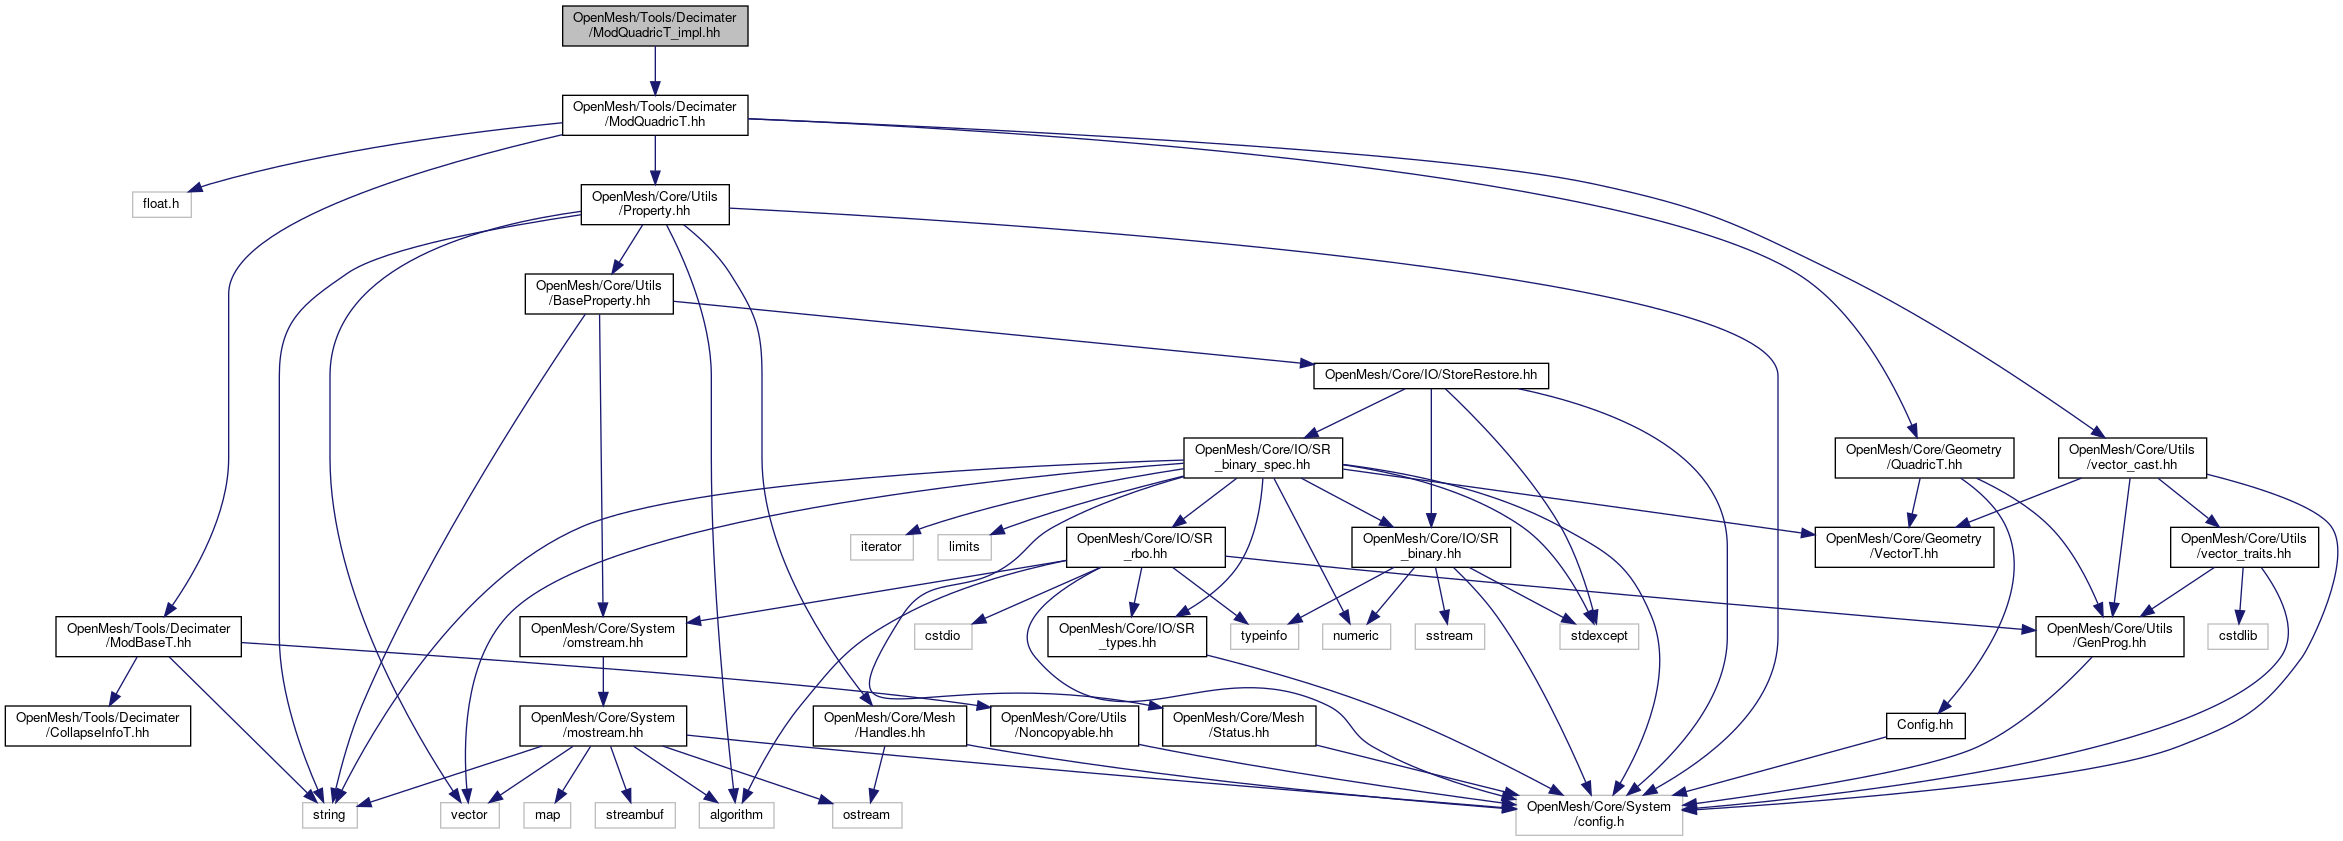 OpenMesh/Tools/Decimater
/ModQuadricT_impl.hh
OpenMesh/Tools/Decimater
/ModQuadricT.hh
float.h
OpenMesh/Core/Utils
/Property.hh
OpenMesh/Core/Utils
/BaseProperty.hh
OpenMesh/Core/IO/StoreRestore.hh
OpenMesh/Core/IO/SR
_binary_spec.hh
OpenMesh/Core/Geometry
/QuadricT.hh
OpenMesh/Core/Utils
/vector_cast.hh
iterator
limits
OpenMesh/Core/IO/SR
_rbo.hh
OpenMesh/Core/IO/SR
_binary.hh
OpenMesh/Core/Geometry
/VectorT.hh
OpenMesh/Core/Utils
/vector_traits.hh
OpenMesh/Tools/Decimater
/ModBaseT.hh
OpenMesh/Core/System
/omstream.hh
cstdio
OpenMesh/Core/IO/SR
_types.hh
typeinfo
numeric
sstream
stdexcept
OpenMesh/Core/Utils
/GenProg.hh
cstdlib
OpenMesh/Tools/Decimater
/CollapseInfoT.hh
OpenMesh/Core/System
/mostream.hh
OpenMesh/Core/Mesh
/Handles.hh
OpenMesh/Core/Utils
/Noncopyable.hh
OpenMesh/Core/Mesh
/Status.hh
Config.hh
string
vector
map
streambuf
algorithm
ostream
OpenMesh/Core/System
/config.h